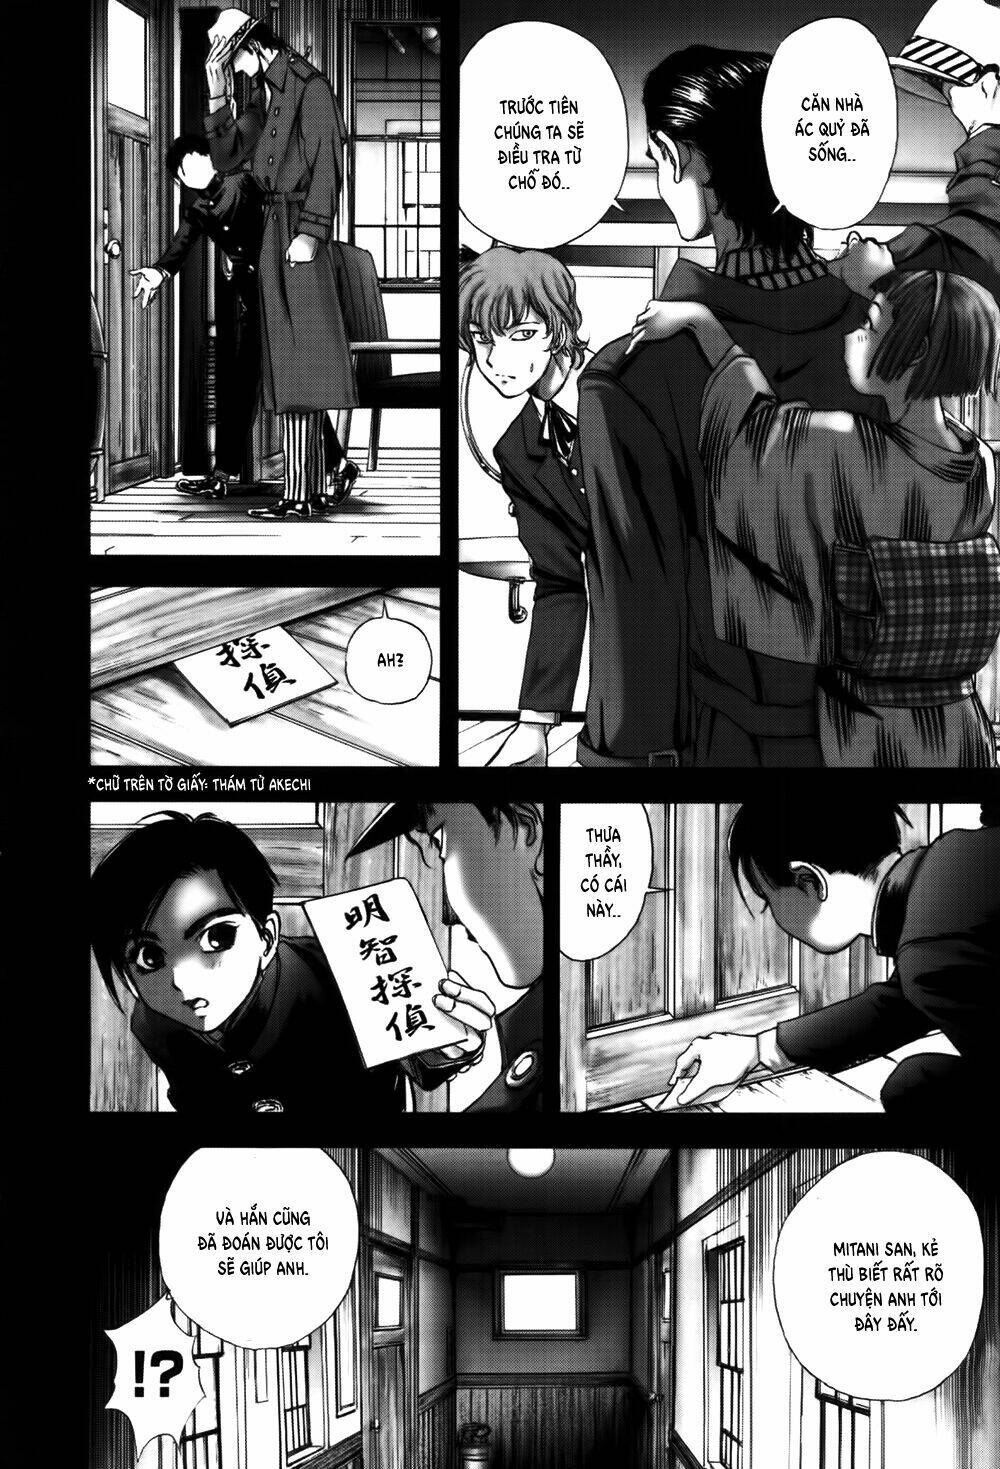 CĂN NHÀ
ÁC QUỶ ĐÃ
SỐNG..
TRƯỚC TIÊN
CHÚNG TA SẼ
ĐIỀU TRA TỪ
CHỖ ĐÓ..
AH?
探
偵
*CHỮ TRÊN TỜ GIẤY: THÁM TỬ AKECHI
THƯA
THẦY,
CÓ CÁI
NÀY..
明
智
探
偵
MITANI SAN, KẺ
THÙ BIẾT RẤT RÕ
CHUYỆN ANH TỚI
ĐÂY ĐẤY.
VÀ HẮN CŨNG
ĐÃ ĐOÁN ĐƯỢC TÔI
SẼ GIÚP ANH.
!?